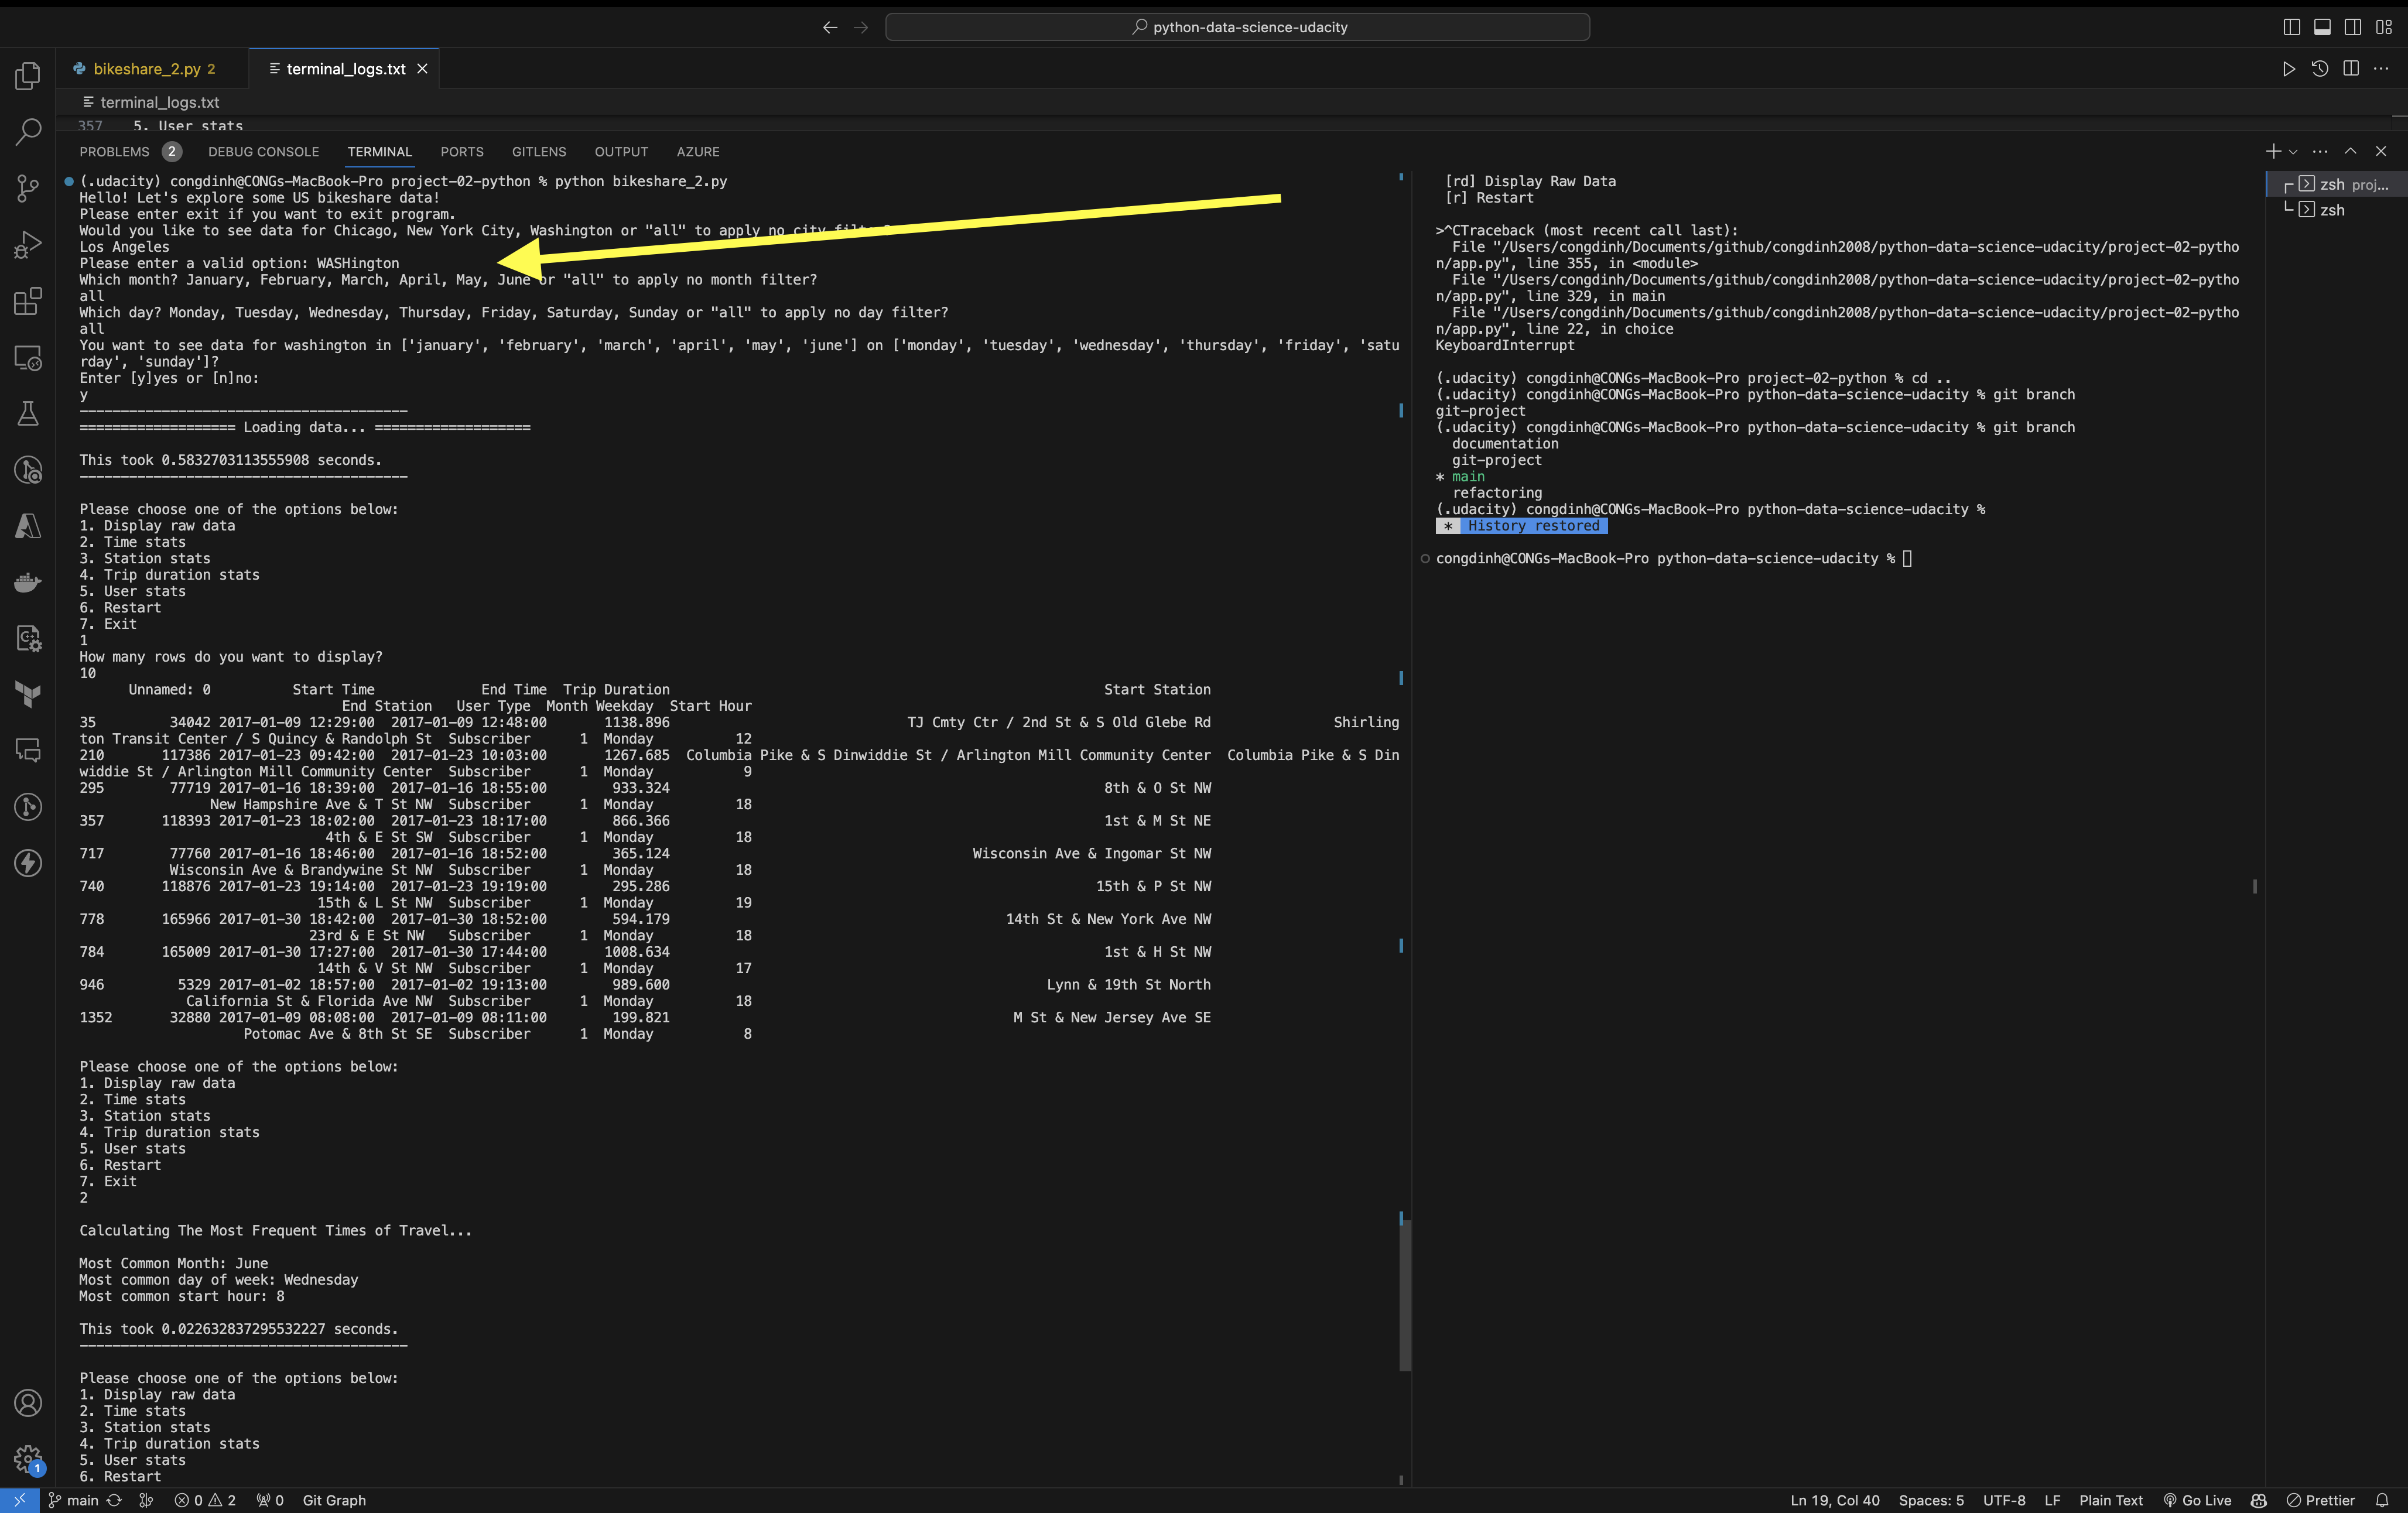 python-data-science-udacity
bikeshare_2.py 2
terminal_logs.txt
terminal_logs.txt
357 5. User stats
PROBLEMS 2 DEBUG CONSOLE TERMINAL PORTS GITLENS OUTPUT AZURE
(.udacity) congdinh@CONGs-MacBook-Pro project-02-python % python bikeshare_2.py
Hello! Let's explore some US bikeshare data!
Please enter exit if you want to exit program.
Would you like to see data for Chicago, New York City, Washington or "all" to apply no city filter?
Los Angeles
Please enter a valid option: WASHington
Which month? January, February, March, April, May, June or "all" to apply no month filter?
all
Which day? Monday, Tuesday, Wednesday, Thursday, Friday, Saturday, Sunday or "all" to apply no day filter?
all
You want to see data for washington in ['january', 'february', 'march', 'april', 'may', 'june'] on ['monday', 'tuesday', 'wednesday', 'thursday', 'friday', 'satu
rday', 'sunday']?
Enter [y]yes or [n]no:
y
----------------------------------------
=================== Loading data... ===================
This took 0.5832703113555908 seconds.
----------------------------------------
Please choose one of the options below:
1. Display raw data
2. Time stats
3. Station stats
4. Trip duration stats
5. User stats
6. Restart
7. Exit
1
How many rows do you want to display?
10
Unnamed: 0 Start Time End Time Trip Duration Start Station
End Station User Type Month Weekday Start Hour
35 34042 2017-01-09 12:29:00 2017-01-09 12:48:00 1138.896 TJ Cmty Ctr / 2nd St & S Old Glebe Rd Shirling
ton Transit Center / S Quincy & Randolph St Subscriber 1 Monday 12
210 117386 2017-01-23 09:42:00 2017-01-23 10:03:00 1267.685 Columbia Pike & S Dinwiddie St / Arlington Mill Community Center Columbia Pike & S Din
widdie St / Arlington Mill Community Center Subscriber 1 Monday 9
295 77719 2017-01-16 18:39:00 2017-01-16 18:55:00 933.324 8th & O St NW
New Hampshire Ave & T St NW Subscriber 1 Monday 18
357 118393 2017-01-23 18:02:00 2017-01-23 18:17:00 866.366 1st & M St NE
4th & E St SW Subscriber 1 Monday 18
717 77760 2017-01-16 18:46:00 2017-01-16 18:52:00 365.124 Wisconsin Ave & Ingomar St NW
Wisconsin Ave & Brandywine St NW Subscriber 1 Monday 18
740 118876 2017-01-23 19:14:00 2017-01-23 19:19:00 295.286 15th & P St NW
15th & L St NW Subscriber 1 Monday 19
778 165966 2017-01-30 18:42:00 2017-01-30 18:52:00 594.179 14th St & New York Ave NW
23rd & E St NW Subscriber 1 Monday 18
784 165009 2017-01-30 17:27:00 2017-01-30 17:44:00 1008.634 1st & H St NW
14th & V St NW Subscriber 1 Monday 17
946 5329 2017-01-02 18:57:00 2017-01-02 19:13:00 989.600 Lynn & 19th St North
California St & Florida Ave NW Subscriber 1 Monday 18
1352 32880 2017-01-09 08:08:00 2017-01-09 08:11:00 199.821 M St & New Jersey Ave SE
Potomac Ave & 8th St SE Subscriber 1 Monday 8
Please choose one of the options below:
1. Display raw data
2. Time stats
3. Station stats
4. Trip duration stats
5. User stats
6. Restart
7. Exit
2
Calculating The Most Frequent Times of Travel...
Most Common Month: June
Most common day of week: Wednesday
Most common start hour: 8
This took 0.022632837295532227 seconds.
----------------------------------------
Please choose one of the options below:
1. Display raw data
2. Time stats
3. Station stats
4. Trip duration stats
5. User stats
6. Restart
[rd] Display Raw Data
[r] Restart
>^CTraceback (most recent call last):
File "/Users/congdinh/Documents/github/congdinh2008/python-data-science-udacity/project-02-pytho
n/app.py", line 355, in <module>
File "/Users/congdinh/Documents/github/congdinh2008/python-data-science-udacity/project-02-pytho
n/app.py", line 329, in main
File "/Users/congdinh/Documents/github/congdinh2008/python-data-science-udacity/project-02-pytho
n/app.py", line 22, in choice
KeyboardInterrupt
(.udacity) congdinh@CONGs-MacBook-Pro project-02-python % cd ..
(.udacity) congdinh@CONGs-MacBook-Pro python-data-science-udacity % git branch
git-project
(.udacity) congdinh@CONGs-MacBook-Pro python-data-science-udacity % git branch
documentation
git-project
* main
refactoring
(.udacity) congdinh@CONGs-MacBook-Pro python-data-science-udacity %
* History restored
congdinh@CONGs-MacBook-Pro python-data-science-udacity %
zsh proj...
zsh
1
main 0 2 0 Git Graph Ln 19, Col 40 Spaces: 5 UTF-8 LF Plain Text Go Live Prettier